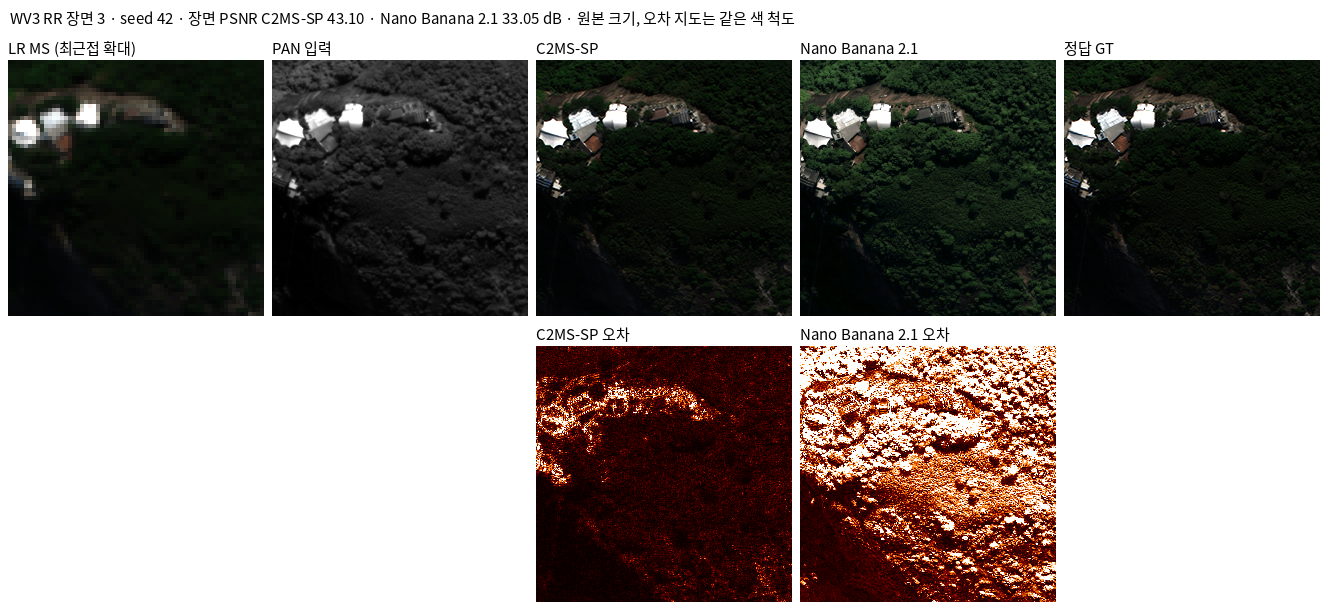 WV3 RR 장면 3 · seed 42 · 장면 PSNR C2MS-SP 43.10 · Nano Banana 2.1 33.05 dB · 원본 크기, 오차 지도는 같은 색 척도
LR MS (최근접 확대)
PAN 입력
C2MS-SP
Nano Banana 2.1
정답 GT
C2MS-SP 오차
Nano Banana 2.1 오차